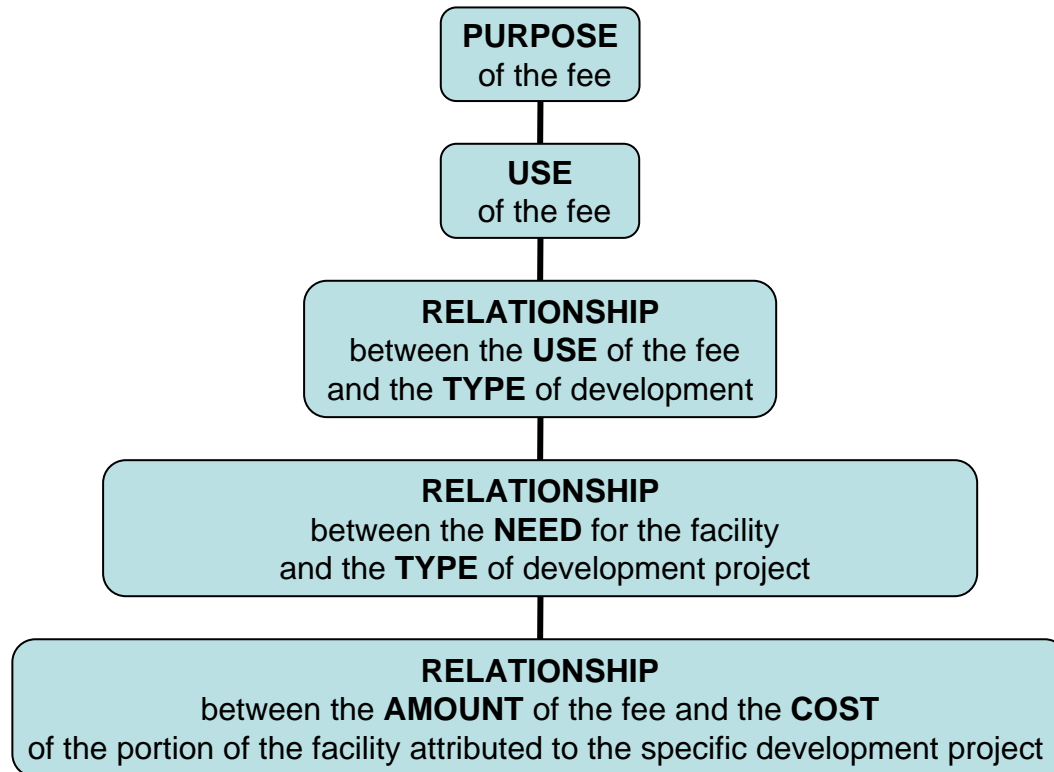 PURPOSE
of the fee
USE
of the fee
RELATIONSHIP
between the USE of the fee
and the TYPE of development
RELATIONSHIP
between the NEED for the facility
and the TYPE of development project
RELATIONSHIP
between the AMOUNT of the fee and the COST
of the portion of the facility attributed to the specific development project